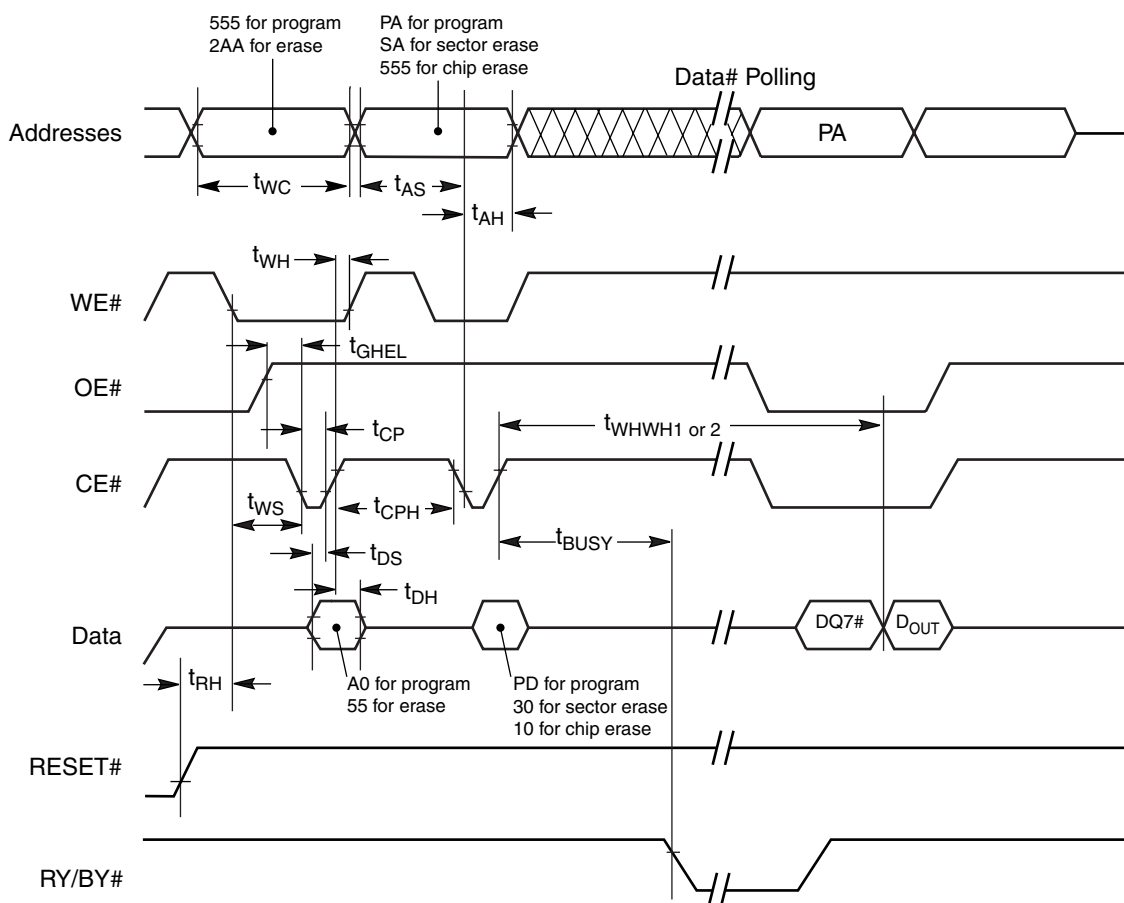 555 for program
2AA for erase
PA for program
SA for sector erase
555 for chip erase
Data# Polling
Addresses
PA
tWC
tAS
tAH
tWH
WE#
tGHEL
OE#
tWHWH1 or 2
tCP
CE#
tWS
tCPH
tBUSY
tDS
tDH
Data
DQ7#
DOUT
tRH
A0 for program
55 for erase
PD for program
30 for sector erase
10 for chip erase
RESET#
RY/BY#